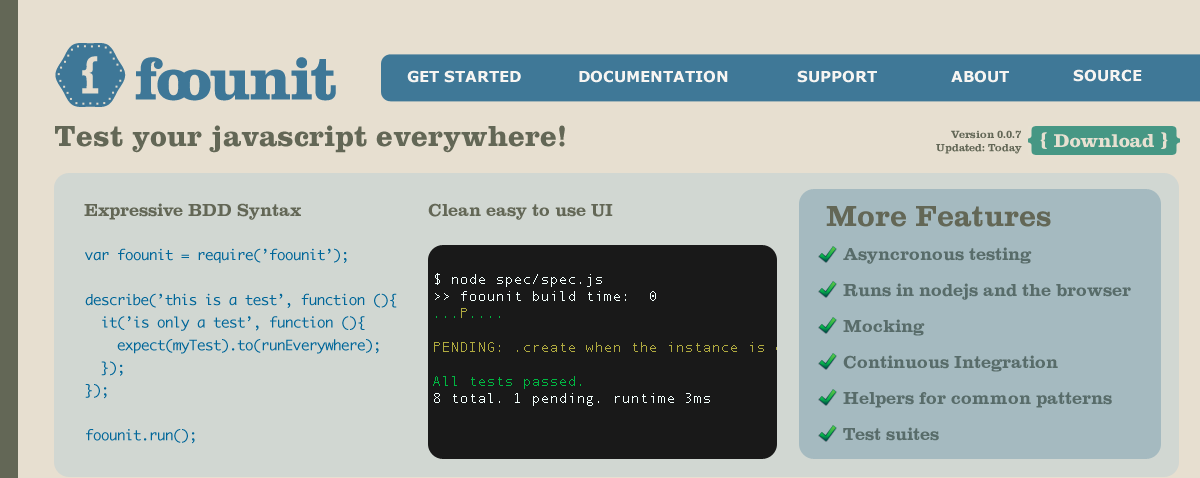 { foounit
GET STARTED DOCUMENTATION SUPPORT ABOUT SOURCE
Test your javascript everywhere!
Version 0.0.7
Updated: Today
{ Download }
Expressive BDD Syntax
var foounit = require(’foounit’);
describe(’this is a test’, function (){
it(’is only a test’, function (){
expect(myTest).to(runEverywhere);
});
});
foounit.run();
Clean easy to use UI
$ node spec/spec.js
>> foounit build time: 0
...P....
PENDING: .create when the instance is
All tests passed.
8 total. 1 pending. runtime 3ms
More Features
Asyncronous testing
Runs in nodejs and the browser
Mocking
Continuous Integration
Helpers for common patterns
Test suites